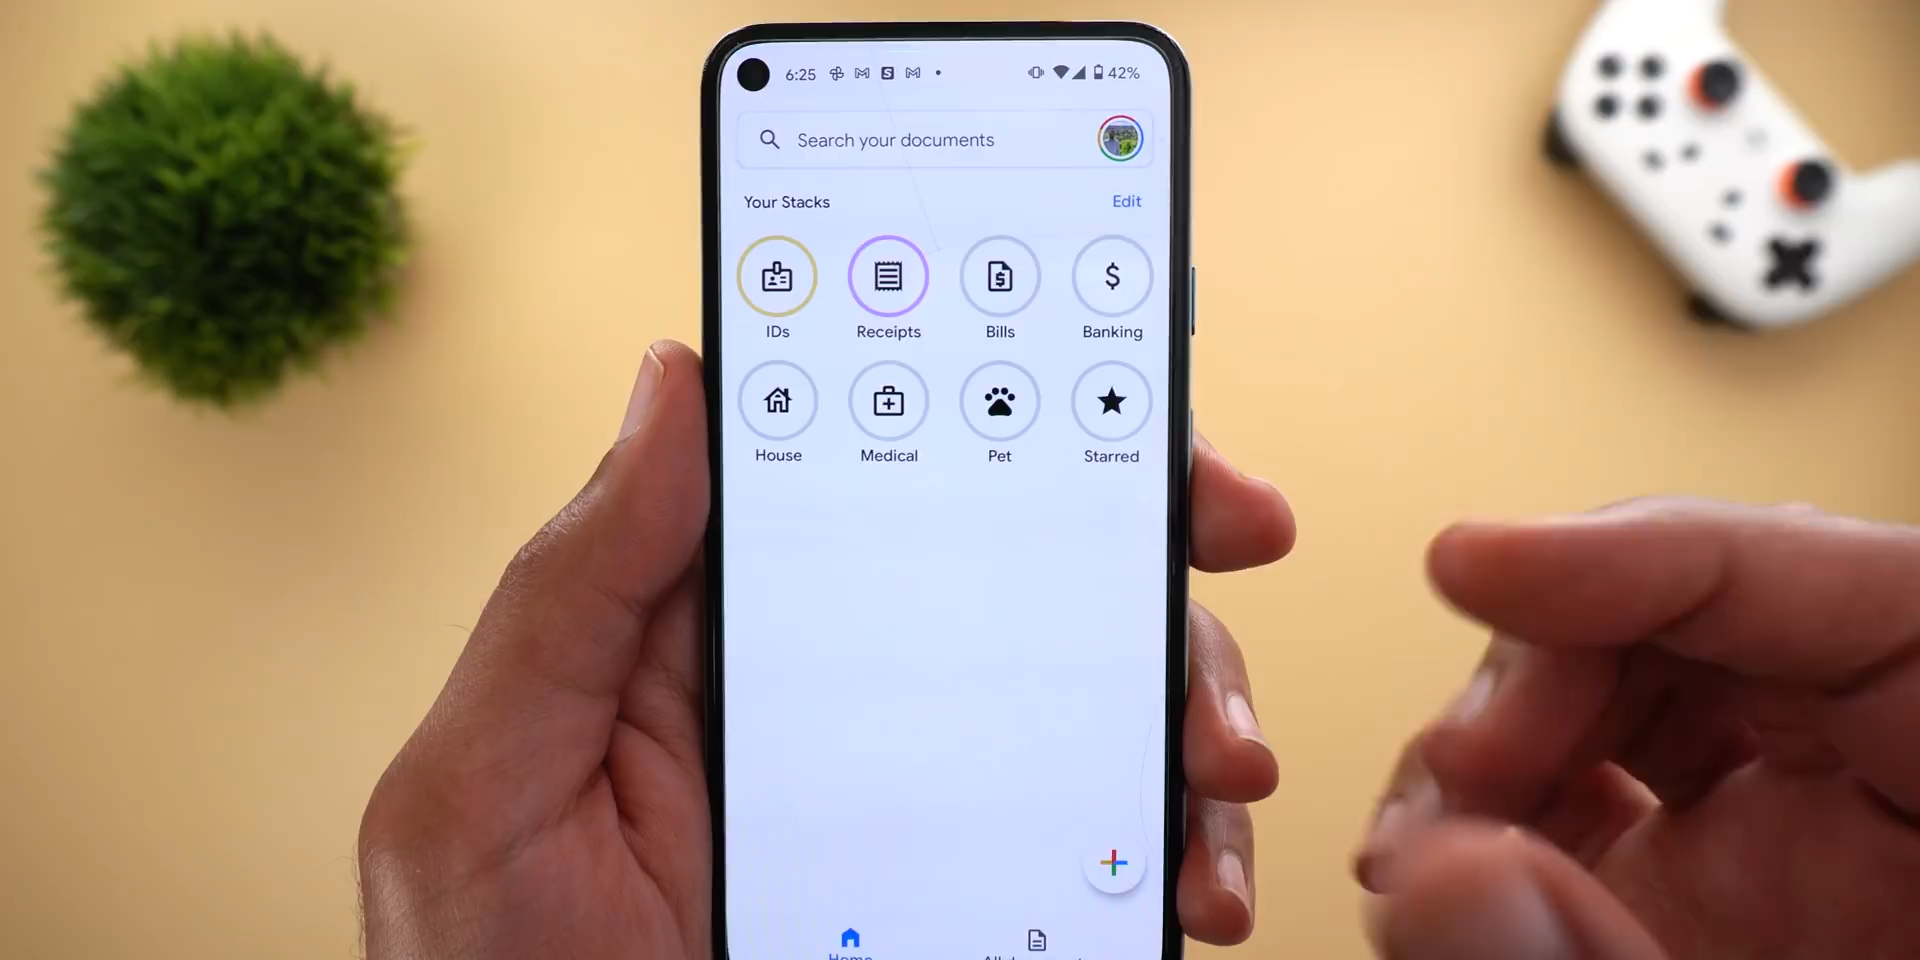 6:25
42%
Search your documents
Your Stacks
Edit
IDs
Receipts
Bills
Banking
House
Medical
Pet
Starred
Home